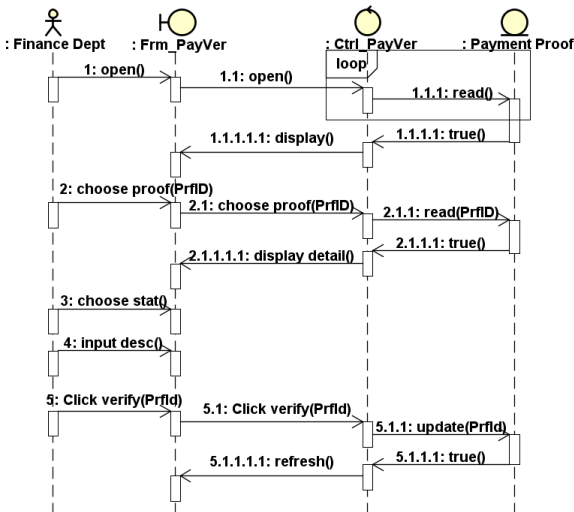 : Finance Dept : Frm_PayVer : Ctrl_PayVer : Payment Proof
loop
1: open()
1.1: open()
1.1.1: read()
1.1.1.1: true()
1.1.1.1.1: display()
2: choose proof(PrfID)
2.1: choose proof(PrfID)
2.1.1: read(PrfID)
2.1.1.1: true()
2.1.1.1.1: display detail()
3: choose stat()
4: input desc()
5: Click verify(PrfId)
5.1: Click verify(PrfId)
5.1.1: update(PrfId)
5.1.1.1: true()
5.1.1.1.1: refresh()